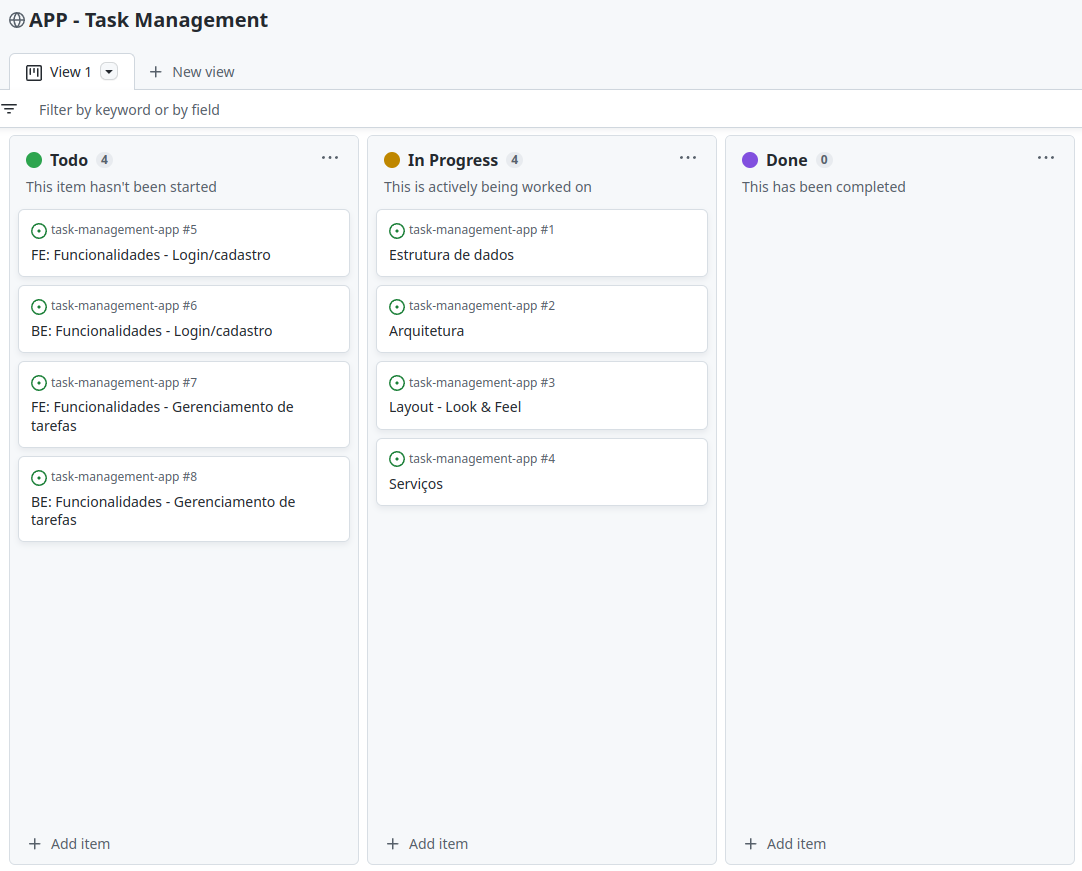 APP - Task Management
View 1
New view
Filter by keyword or by field
Todo 4
This item hasn't been started
task-management-app #5
FE: Funcionalidades - Login/cadastro
task-management-app #6
BE: Funcionalidades - Login/cadastro
task-management-app #7
FE: Funcionalidades - Gerenciamento de
tarefas
task-management-app #8
BE: Funcionalidades - Gerenciamento de
tarefas
Add item
In Progress 4
This is actively being worked on
task-management-app #1
Estrutura de dados
task-management-app #2
Arquitetura
task-management-app #3
Layout - Look & Feel
task-management-app #4
Serviços
Add item
Done 0
This has been completed
Add item